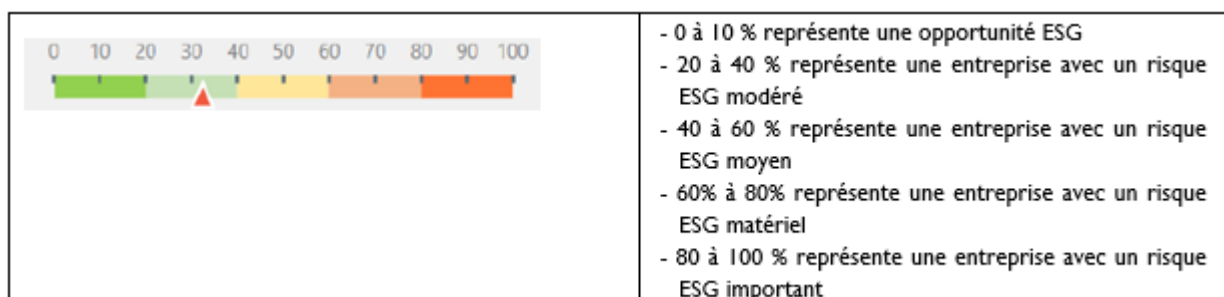 0 10 20 30 40 50 60 70 80 90 100
- 0 à 10 % représente une opportunité ESG
- 20 à 40 % représente une entreprise avec un risque
ESG modéré
- 40 à 60 % représente une entreprise avec un risque
ESG moyen
- 60% à 80% représente une entreprise avec un risque
ESG matériel
- 80 à 100 % représente une entreprise avec un risque
ESG important